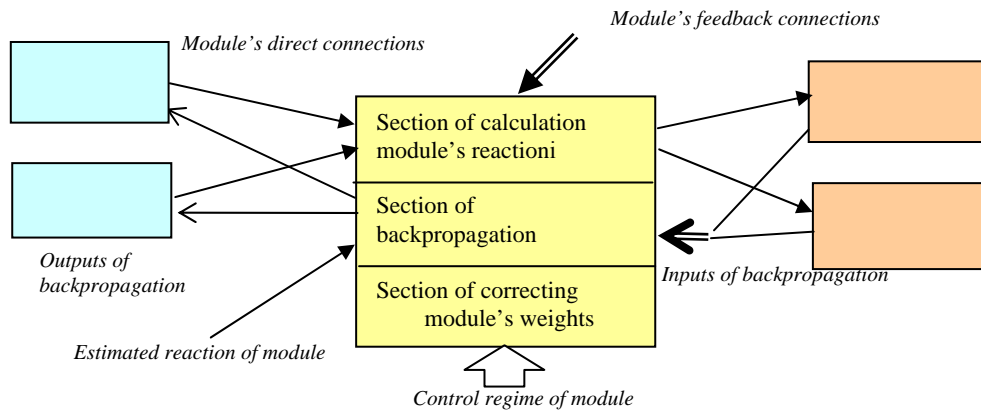 Module's feedback connections
Module's direct connections
Section of calculation
module's reactioni
Section of
backpropagation
Outputs of
backpropagation
Inputs of backpropagation
Section of correcting
module's weights
Estimated reaction of module
Control regime of module